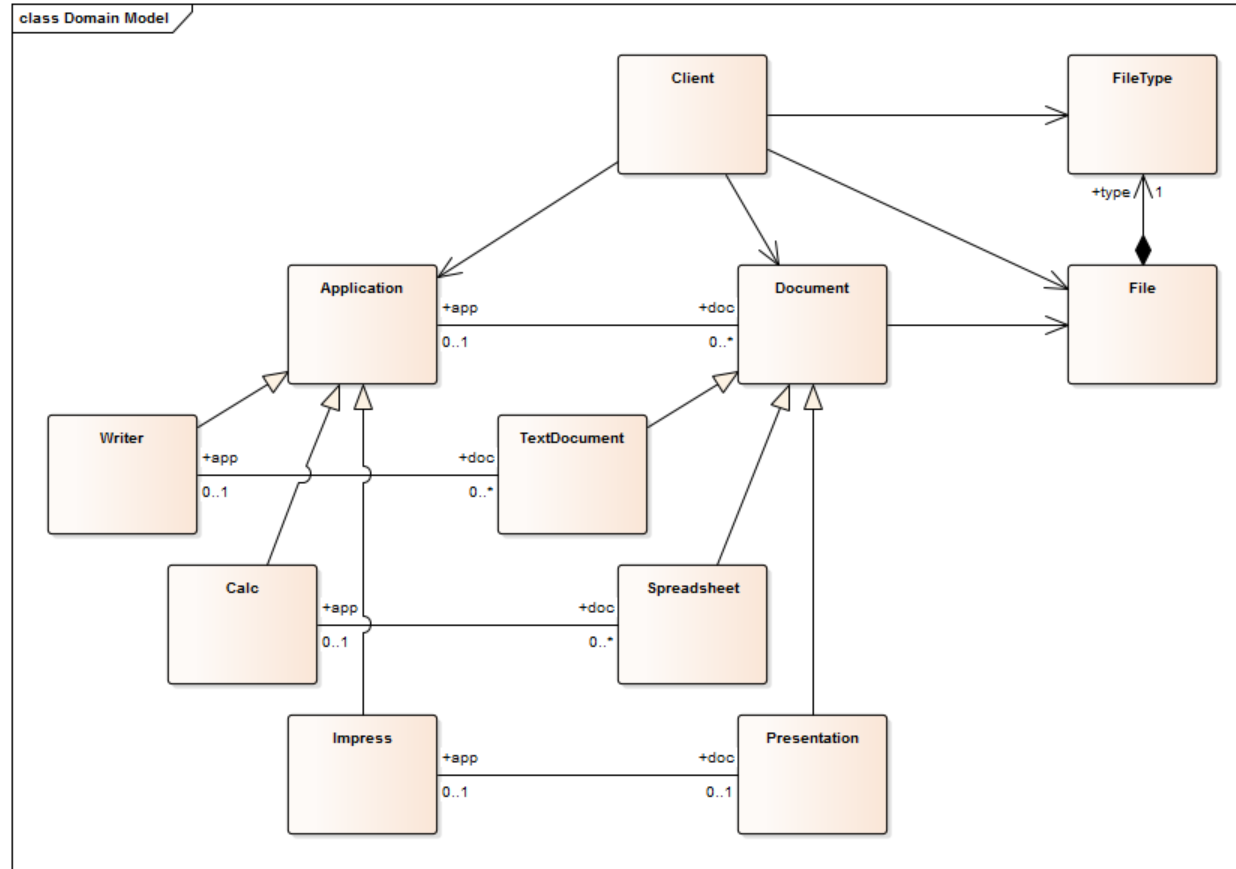 class Domain Model
Client
FileType
+type 1
Application
Document
File
+app
+doc
0..1
0..*
Writer
TextDocument
+app
+doc
0..1
0..*
Calc
Spreadsheet
+app
+doc
0..1
0..*
Impress
Presentation
+app
+doc
0..1
0..1